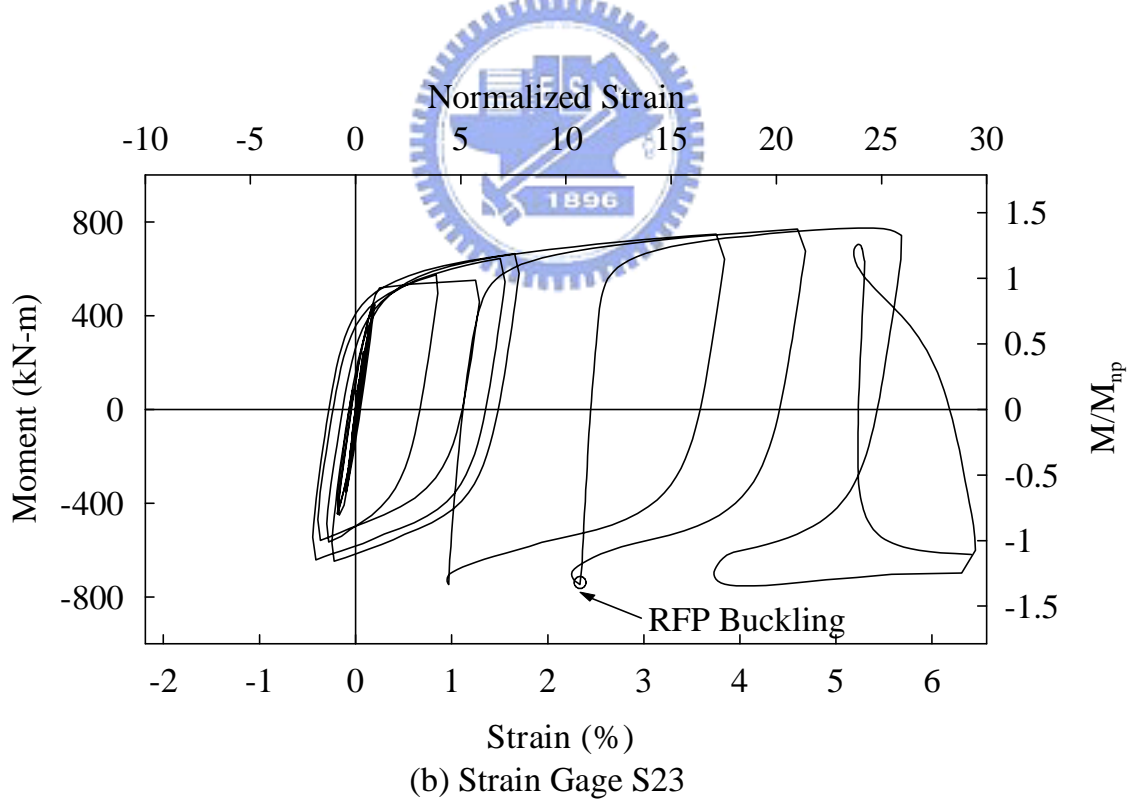 Normalized Strain
-10 -5 0 5 10 15 20 25 30
1896
800
400
0
-400
-800
Moment (kN-m)
1.5
1
0.5
0
-0.5
-1
-1.5
M/Mnp
RFP Buckling
-2 -1 0 1 2 3 4 5 6
Strain (%)
(b) Strain Gage S23